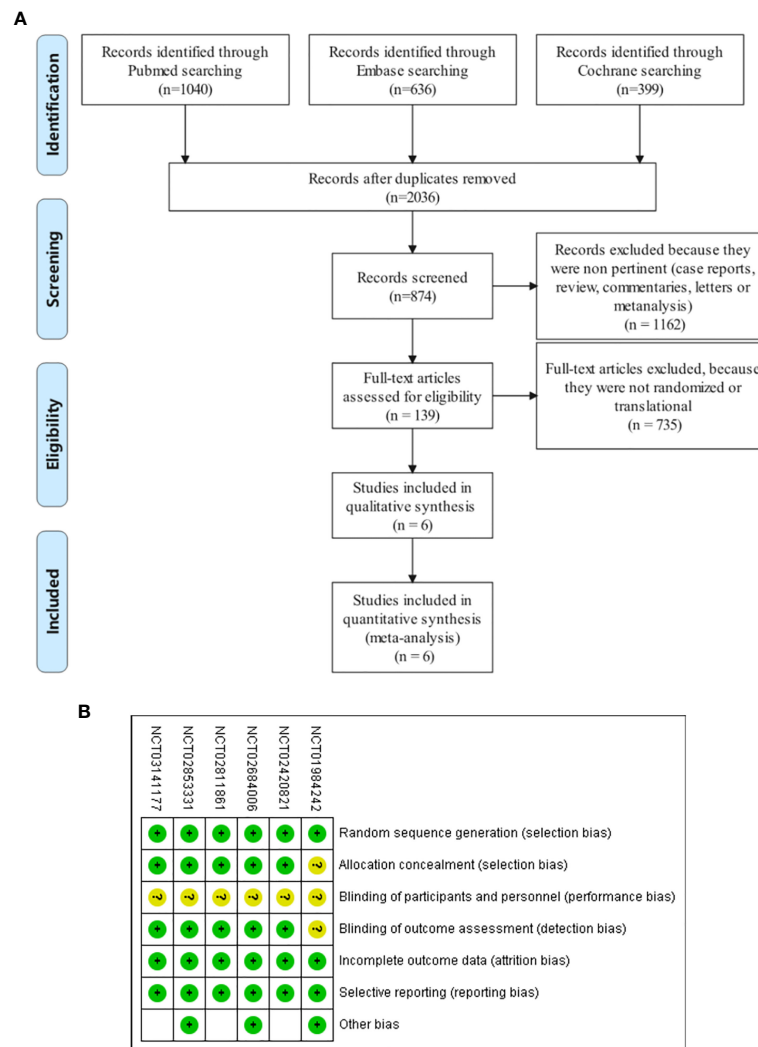 A
Identification
Records identified through
Pubmed searching
(n=1040)
Records identified through
Embase searching
(n=636)
Records identified through
Cochrane searching
(n=399)
Records after duplicates removed
(n=2036)
Screening
Records screened
(n=874)
Records excluded because they
were non pertinent (case reports,
review, commentaries, letters or
metanalysis)
(n = 1162)
Eligibility
Full-text articles
assessed for eligibility
(n = 139)
Full-text articles excluded, because
they were not randomized or
translational
(n = 735)
Studies included in
qualitative synthesis
(n = 6)
Included
Studies included in
quantitative synthesis
(meta-analysis)
(n = 6)
B
NCT03141177
NCT02853331
NCT02811861
NCT02684006
NCT02420821
NCT01984242
+ + + + + + Random sequence generation (selection bias)
+ + + + + ? Allocation concealment (selection bias)
? ? ? ? ? ? Blinding of participants and personnel (performance bias)
+ + + + + ? Blinding of outcome assessment (detection bias)
+ + + + + + Incomplete outcome data (attrition bias)
+ + + + + + Selective reporting (reporting bias)
+ + + Other bias